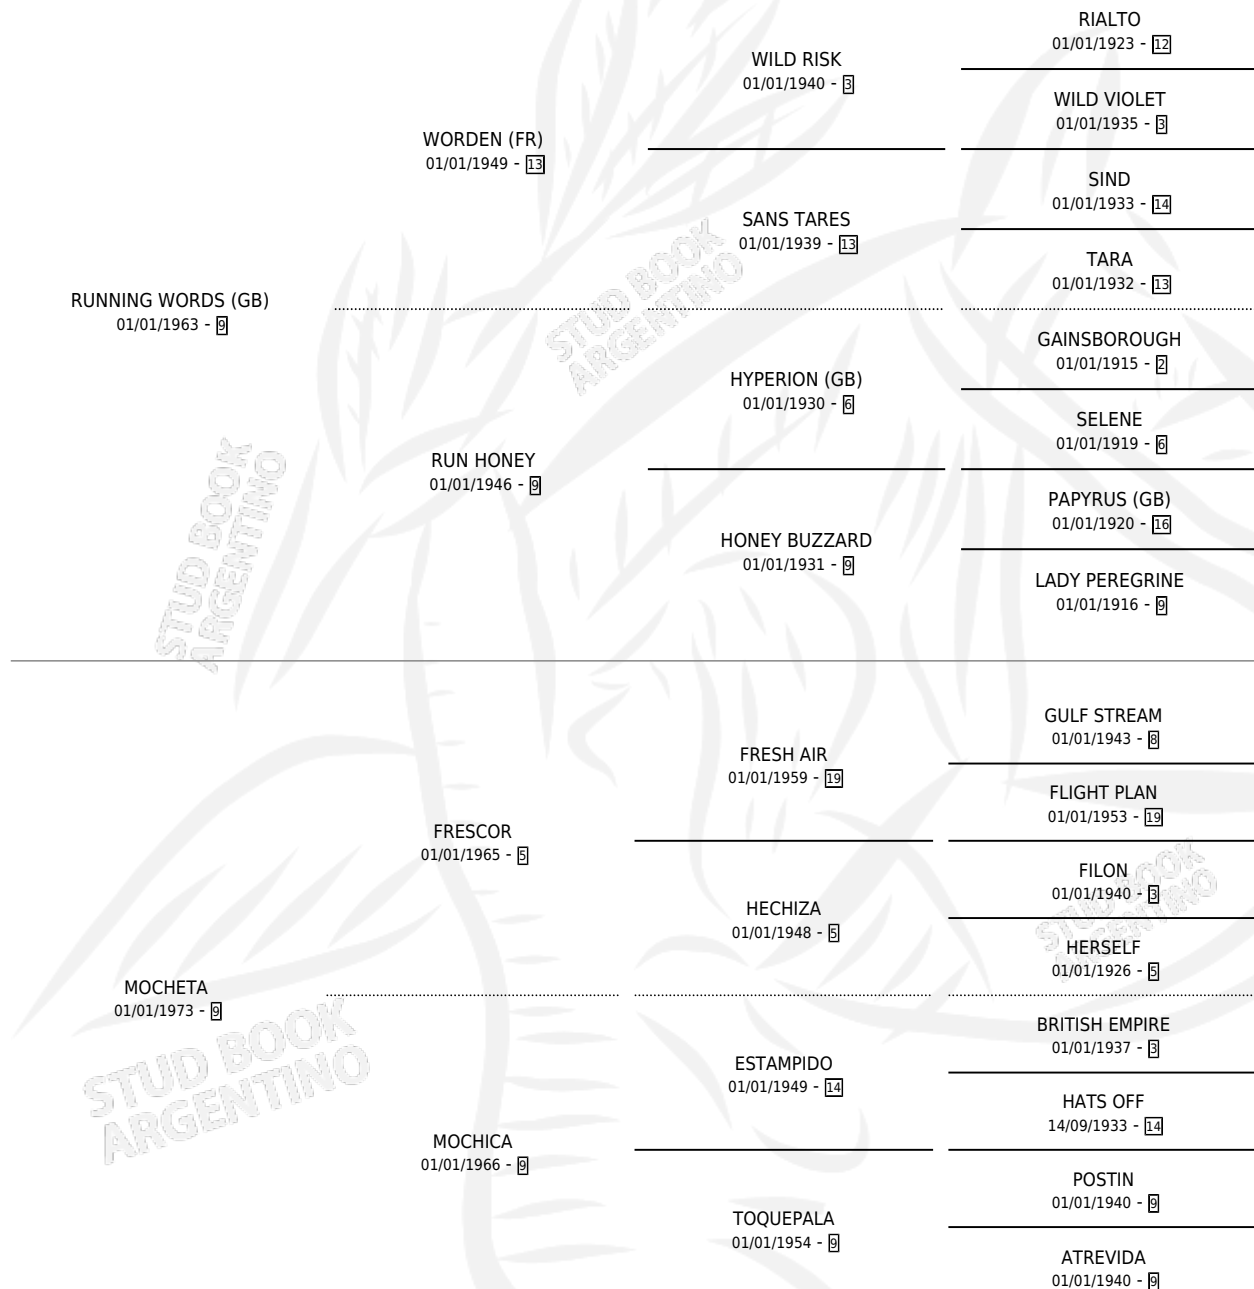 RIALTO
01/01/1923 - 12
WILD RISK
01/01/1940 - 3
WILD VIOLET
01/01/1935 - 3
WORDEN (FR)
01/01/1949 - 13
SIND
01/01/1933 - 14
SANS TARES
01/01/1939 - 13
TARA
01/01/1932 - 13
RUNNING WORDS (GB)
01/01/1963 - 9
STUD BOOK
ARGENTINO
GAINSBOROUGH
01/01/1915 - 2
HYPERION (GB)
01/01/1930 - 6
SELENE
01/01/1919 - 6
RUN HONEY
01/01/1946 - 9
PAPYRUS (GB)
01/01/1920 - 16
HONEY BUZZARD
01/01/1931 - 9
LADY PEREGRINE
01/01/1916 - 9
STUD BOOK
ARGENTINO
GULF STREAM
01/01/1943 - 8
FRESH AIR
01/01/1959 - 19
FLIGHT PLAN
01/01/1953 - 19
FRESCOR
01/01/1965 - 5
FILON
01/01/1940 - 3
HECHIZA
01/01/1948 - 5
HERSELF
01/01/1926 - 5
STUD BOOK
ARGENTINO
MOCHETA
01/01/1973 - 9
BRITISH EMPIRE
01/01/1937 - 3
ESTAMPIDO
01/01/1949 - 14
HATS OFF
14/09/1933 - 14
STUD BOOK
ARGENTINO
MOCHICA
01/01/1966 - 9
POSTIN
01/01/1940 - 9
TOQUEPALA
01/01/1954 - 9
ATREVIDA
01/01/1940 - 9